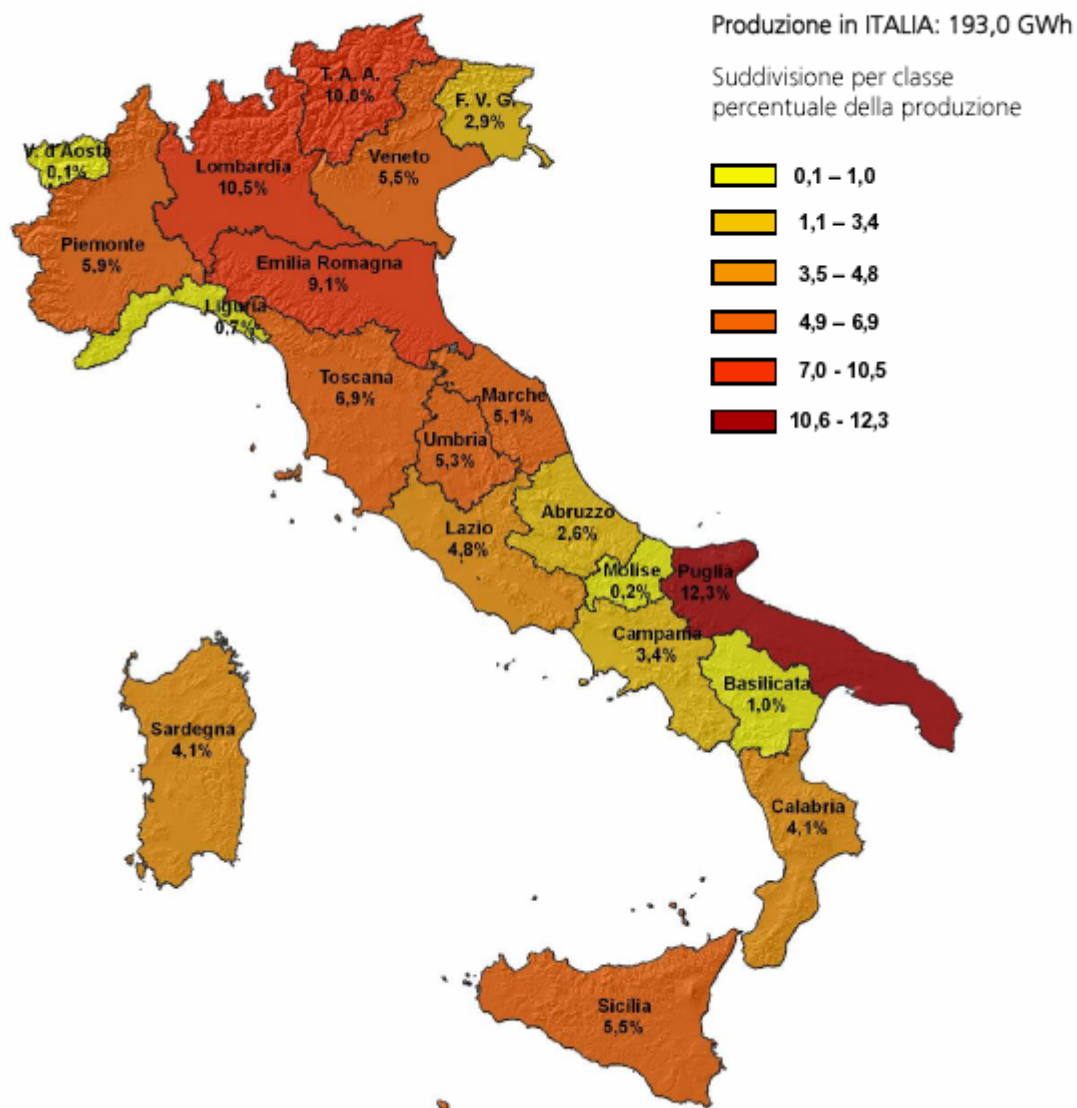 Produzione in ITALIA: 193,0 GWh
Suddivisione per classe
percentuale della produzione
0,1 – 1,0
1,1 – 3,4
3,5 – 4,8
4,9 – 6,9
7,0 - 10,5
10,6 - 12,3
T. A. A.
10,0%
F. V. G.
2,9%
V. d'Aosta
0,1%
Lombardia
10,5%
Veneto
5,5%
Piemonte
5,9%
Emilia Romagna
9,1%
Liguria
0,7%
Toscana
6,9%
Marche
5,1%
Umbria
5,3%
Lazio
4,8%
Abruzzo
2,6%
Molise
0,2%
Puglia
12,3%
Campania
3,4%
Basilicata
1,0%
Sardegna
4,1%
Calabria
4,1%
Sicilia
5,5%